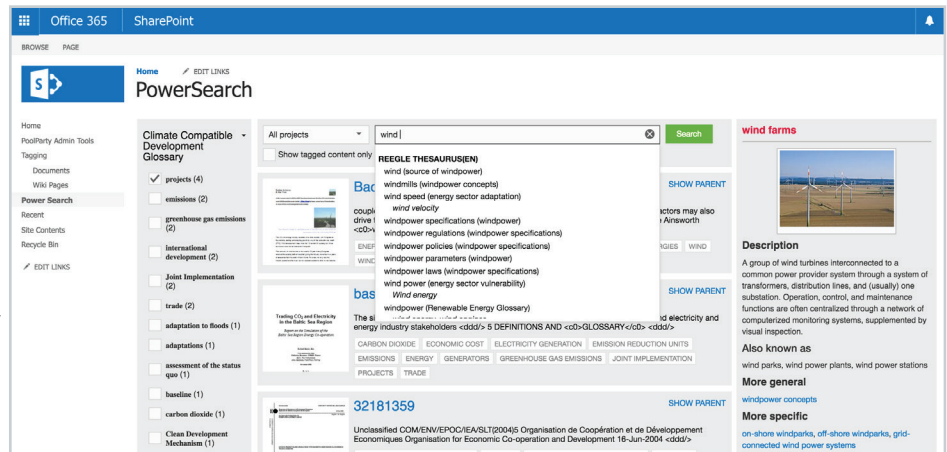 Office 365 SharePoint
BROWSE PAGE
Home EDIT LINKS
PowerSearch
Home
PoolParty Admin Tools
Tagging
Documents
Wiki Pages
Power Search
Recent
Site Contents
Recycle Bin
EDIT LINKS
Climate Compatible
Development
Glossary
projects (4)
emissions (2)
greenhouse gas emissions
(2)
international
development (2)
Joint Implementation
(2)
trade (2)
adaptation to floods (1)
adaptations (1)
assessment of the status
quo (1)
baseline (1)
carbon dioxide (1)
Clean Development
Mechanism (1)
All projects
wind
Search
Show tagged content only
REEGLE THESAURUS(EN)
wind (source of windpower)
windmills (windpower concepts)
wind speed (energy sector adaptation)
wind velocity
windpower specifications (windpower)
windpower regulations (windpower specifications)
windpower policies (windpower specifications)
windpower parameters (windpower)
windpower laws (windpower specifications)
wind power (energy sector vulnerability)
Wind energy
windpower (Renewable Energy Glossary)
Bac SHOW PARENT
coupl actors may also
drive Ainsworth
<c0>
ENE RGIES WIND
WIND
bas SHOW PARENT
The si nd electricity and
energy industry stakeholders <ddd/> 5 DEFINITIONS AND <c0>GLOSSARY</c0> <ddd/>
CARBON DIOXIDE ECONOMIC COST ELECTRICITY GENERATION EMISSION REDUCTION UNITS
EMISSIONS ENERGY GENERATORS GREENHOUSE GAS EMISSIONS JOINT IMPLEMENTATION
PROJECTS TRADE
Trading CO2 and Electricity
in the Baltic Sea Region
32181359 SHOW PARENT
Unclassified COM/ENV/EPOC/IEA/SLT(2004)5 Organisation de Coopération et de Développement
Economiques Organisation for Economic Co-operation and Development 16-Jun-2004 <ddd/>
wind farms
Description
A group of wind turbines interconnected to a
common power provider system through a system of
transformers, distribution lines, and (usually) one
substation. Operation, control, and maintenance
functions are often centralized through a network of
computerized monitoring systems, supplemented by
visual inspection.
Also known as
wind parks, wind power plants, wind power stations
More general
windpower concepts
More specific
on-shore windparks, off-shore windparks, grid-
connected wind power systems